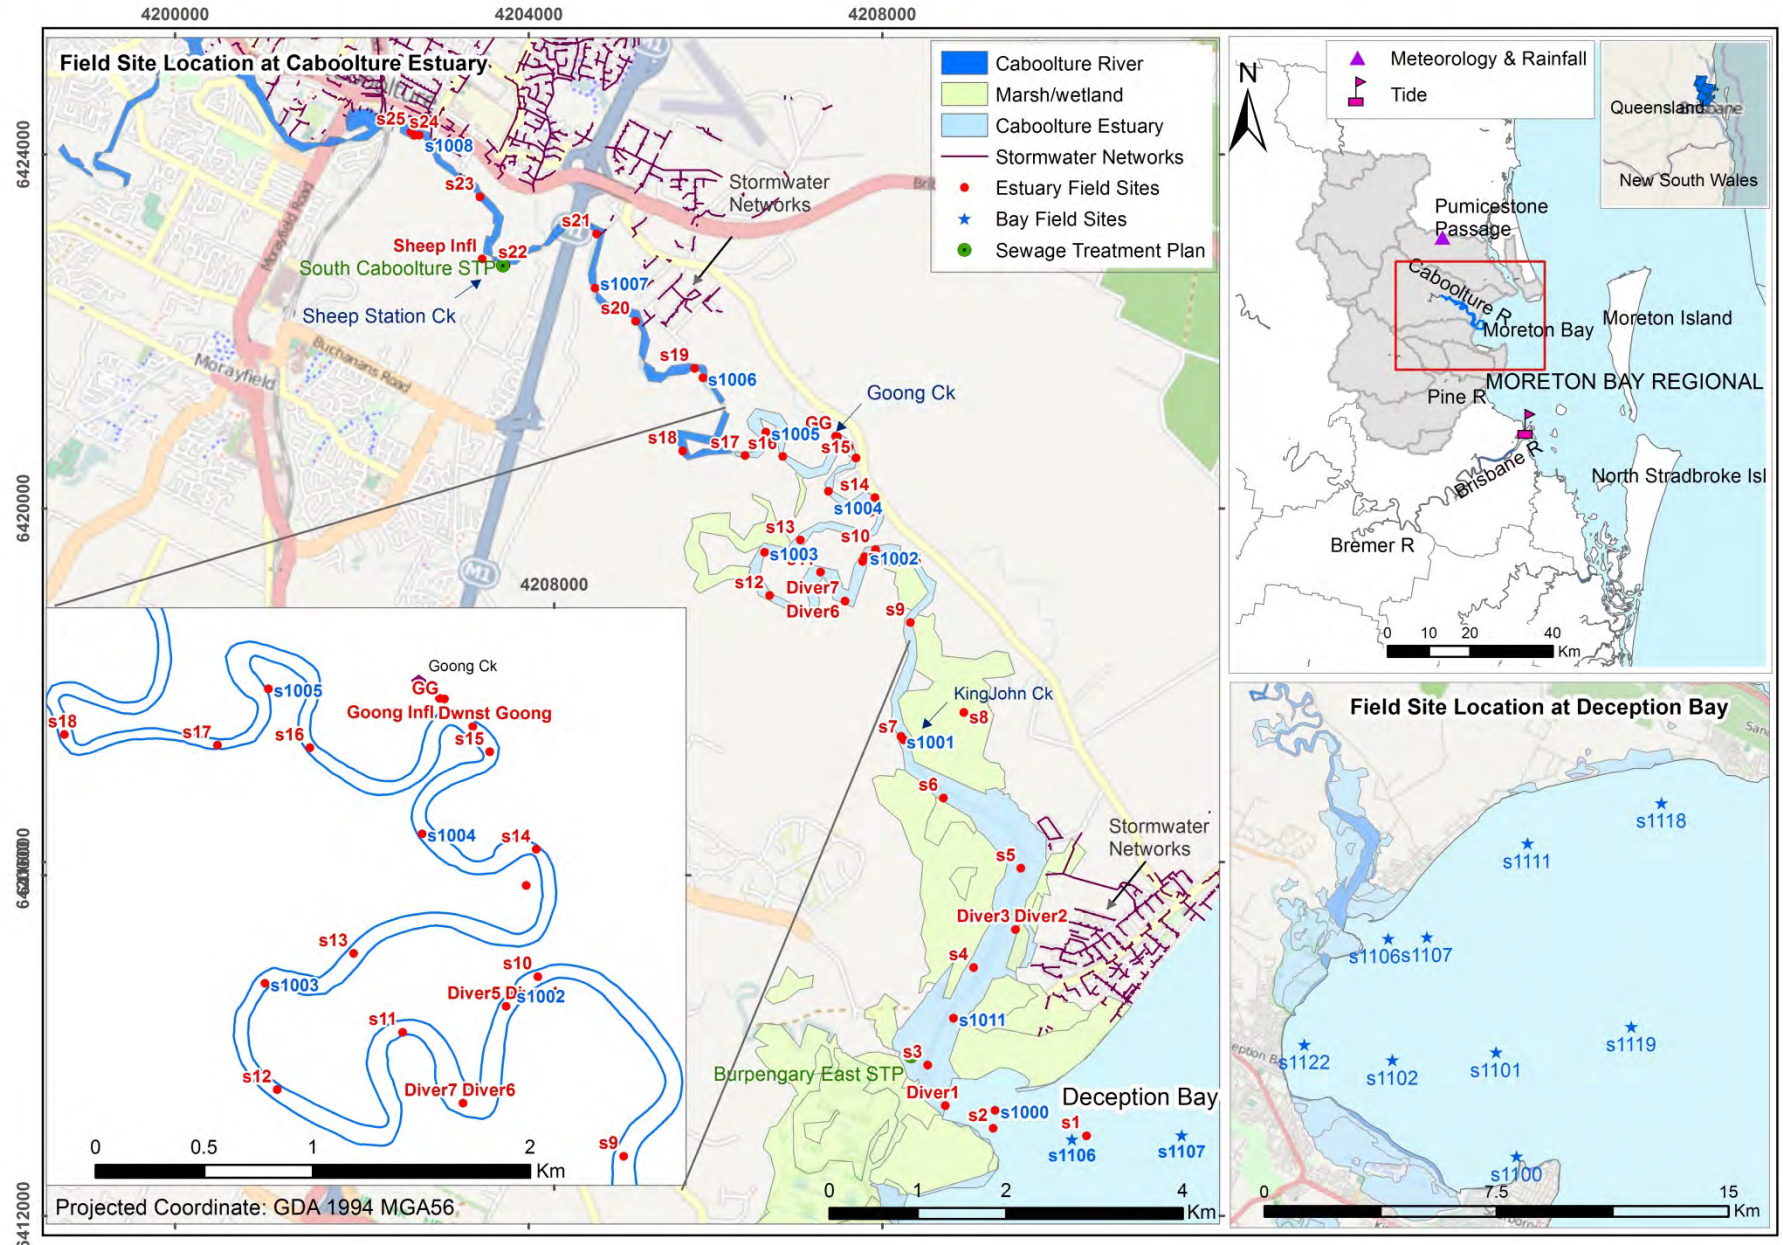 4200000
4204000
4208000
Field Site Location at Caboolture Estuary
Caboolture River
Marsh/wetland
Caboolture Estuary
Stormwater Networks
Estuary Field Sites
Bay Field Sites
Sewage Treatment Plan
6424000
6420000
6412000
s25
s24
s1008
s23
Sheep Infl
s22
South Caboolture STP
Sheep Station Ck
s21
s1007
s20
s19
s1006
Stormwater
Networks
Morayfield Road
Morayfield
Buchanans Road
M1
Goong Ck
GG
s18
s17
s16
s1005
s15
s14
s1004
s13
s1003
s10
s1002
s12
Diver7
Diver6
s9
KingJohn Ck
s8
s7
s1001
s6
s5
Stormwater
Networks
Diver3 Diver2
s4
s1011
s3
Burpengary East STP
Diver1
s2
s1000
s1
s1106
s1107
Deception Bay
0 1 2 4
Km
4208000
Goong Ck
GG
Goong Infl Dwnst Goong
s18
s1005
s17
s16
s15
s1004
s14
s13
s1003
s10
Diver5
s1002
s11
s12
Diver7 Diver6
s9
0 0.5 1 2
Km
Projected Coordinate: GDA 1994 MGA56
N
Meteorology & Rainfall
Tide
Queensland
New South Wales
Pumicestone
Passage
Caboolture R
Moreton Bay
Moreton Island
MORETON BAY REGIONAL
Pine R
Brisbane R
North Stradbroke Isl
Bremer R
0 10 20 40
Km
Field Site Location at Deception Bay
s1118
s1111
s1106
s1107
s1119
s1122
s1102
s1101
s1100
0 7.5 15
Km